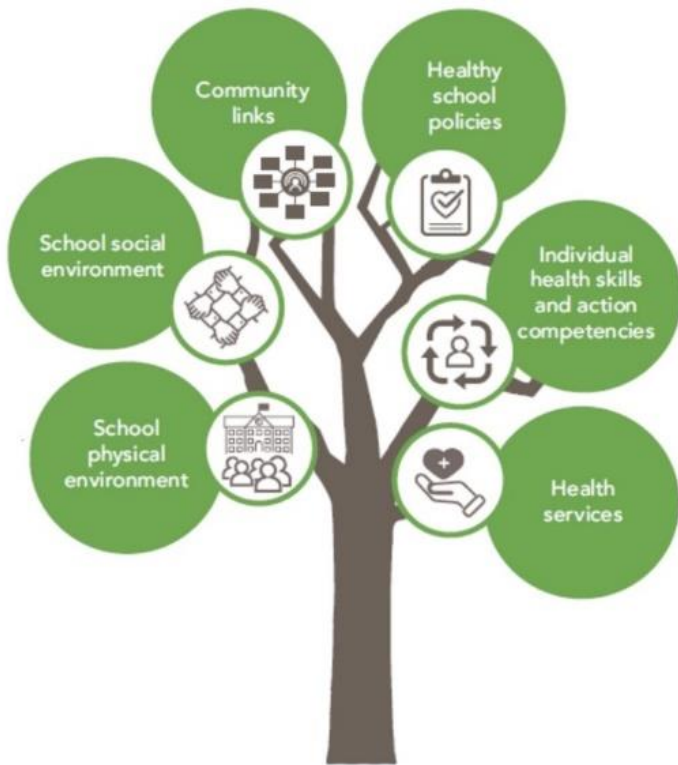 Community
links
Healthy
school
policies
School social
environment
Individual
health skills
and action
competencies
School
physical
environment
Health
services